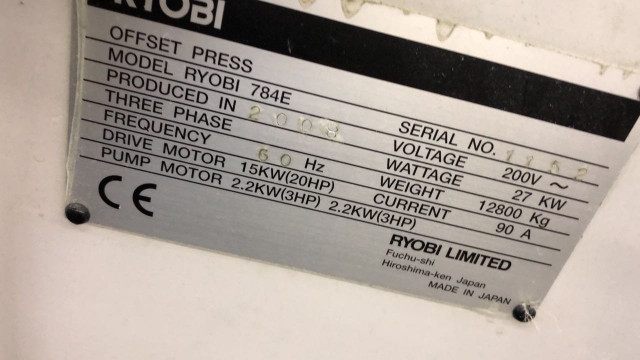 RYOBI
OFFSET PRESS
MODEL RYOBI 784E
PRODUCED IN 2008 SERIAL NO. 1152
THREE PHASE VOLTAGE 200V ~
FREQUENCY 60 Hz WATTAGE 27 KW
DRIVE MOTOR 15KW(20HP) WEIGHT 12800 Kg
PUMP MOTOR 2.2KW(3HP) 2.2KW(3HP) CURRENT 90 A
CE
RYOBI LIMITED
Fuchu-shi
Hiroshima-ken Japan
MADE IN JAPAN